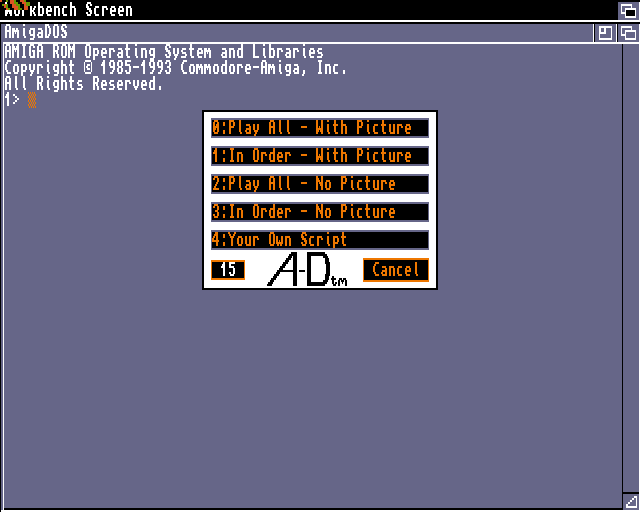 Workbench Screen
AmigaDOS
AMIGA ROM Operating System and Libraries
Copyright © 1985-1993 Commodore-Amiga, Inc.
All Rights Reserved.
1>
0:Play All - With Picture
1:In Order - With Picture
2:Play All - No Picture
3:In Order - No Picture
4:Your Own Script
15 A-Dtm Cancel